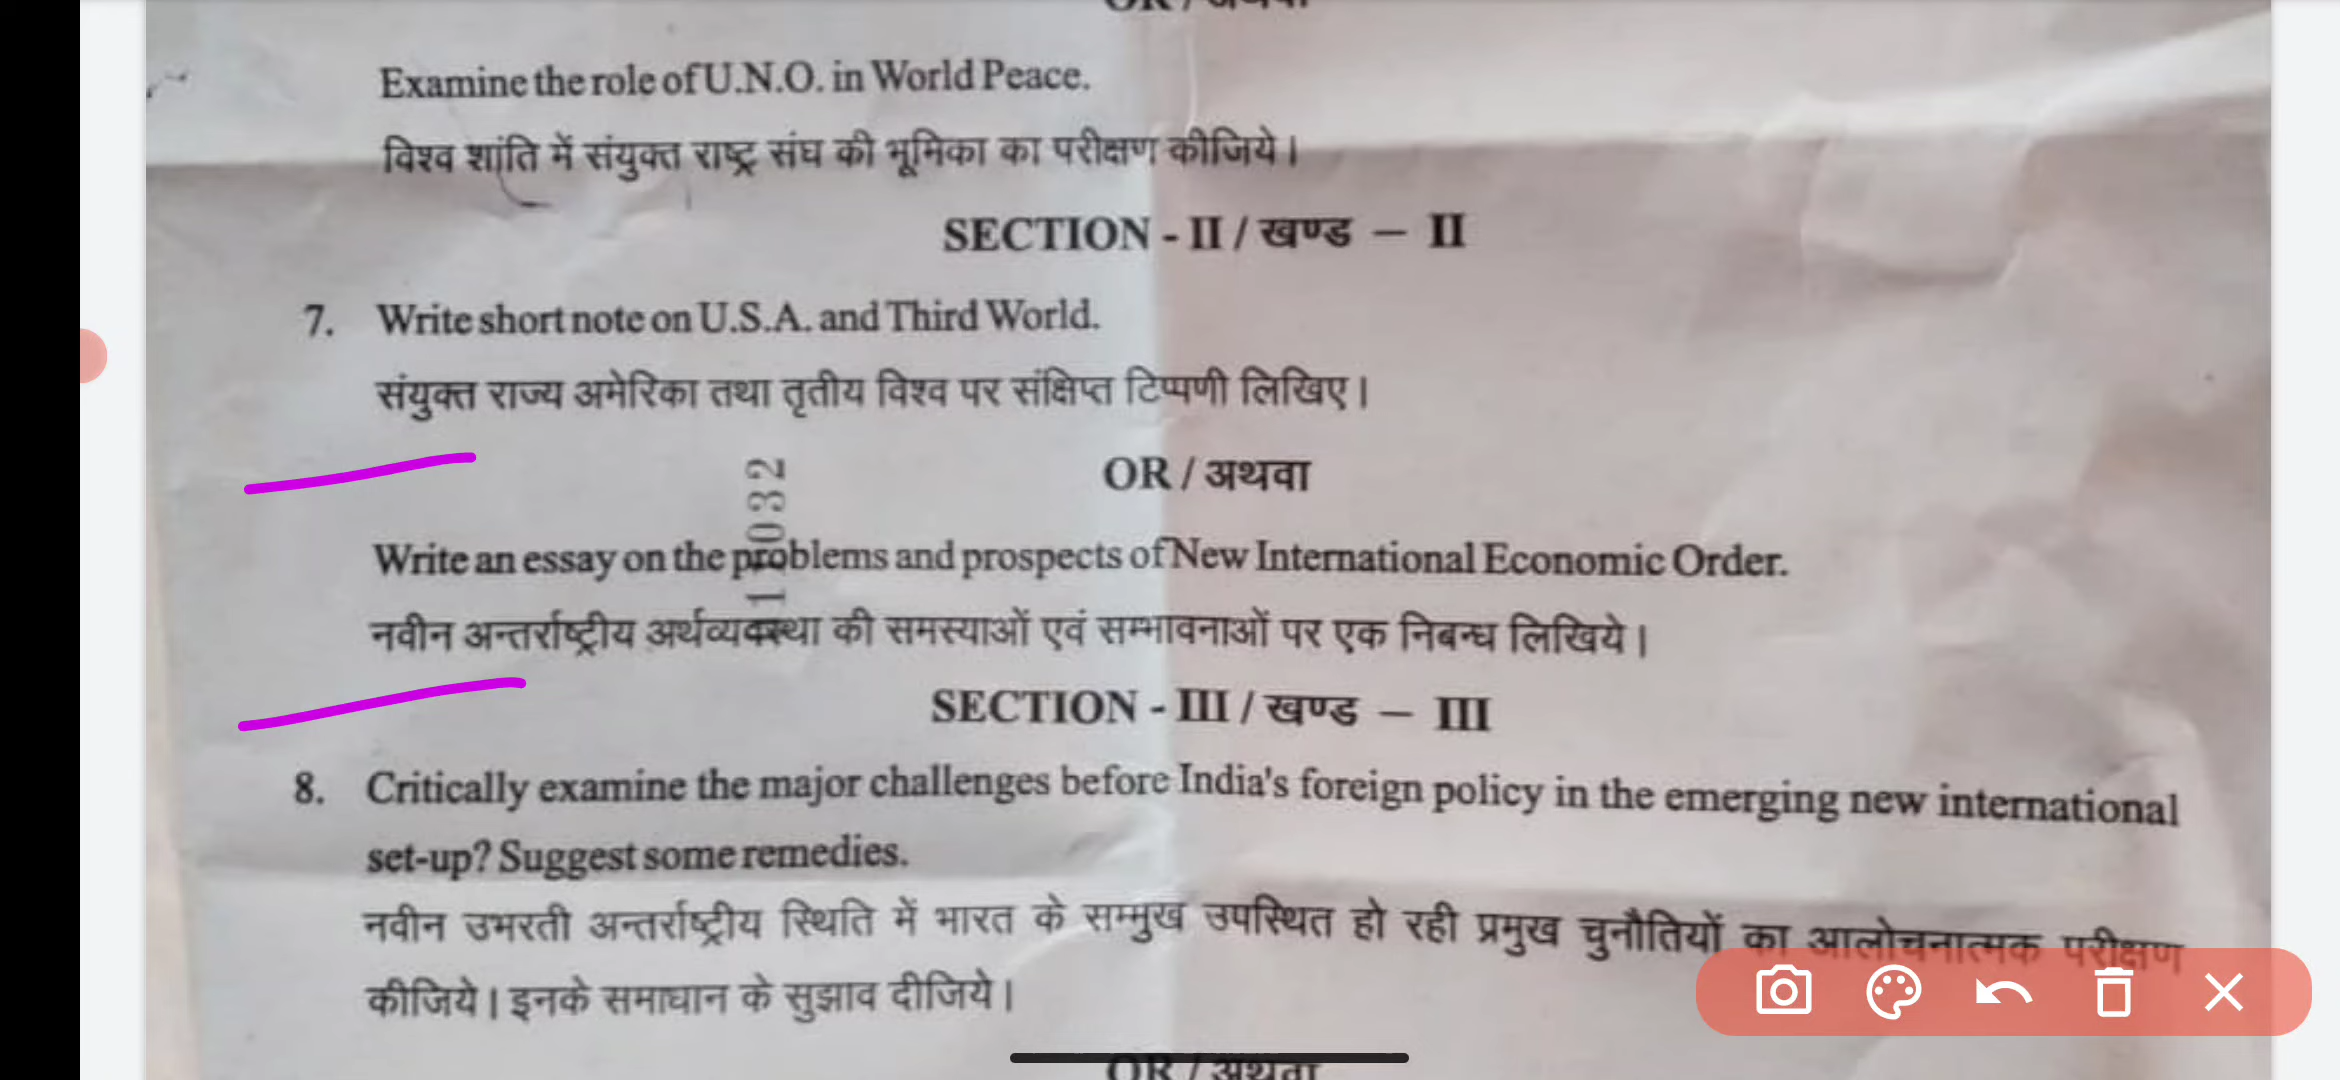 Examine the role of U.N.O. in World Peace.
विश्व शांति में संयुक्त राष्ट्र संघ की भूमिका का परीक्षण कीजिये।
SECTION - II / खण्ड – II
7. Write short note on U.S.A. and Third World.
संयुक्त राज्य अमेरिका तथा तृतीय विश्व पर संक्षिप्त टिप्पणी लिखिए।
OR / अथवा
Write an essay on the problems and prospects of New International Economic Order.
नवीन अन्तर्राष्ट्रीय अर्थव्यवस्था की समस्याओं एवं सम्भावनाओं पर एक निबन्ध लिखिये।
SECTION - III / खण्ड – III
8. Critically examine the major challenges before India's foreign policy in the emerging new international
set-up? Suggest some remedies.
नवीन उभरती अन्तर्राष्ट्रीय स्थिति में भारत के सम्मुख उपस्थित हो रही प्रमुख चुनौतियों का आलोचनात्मक परीक्षण
कीजिये। इनके समाधान के सुझाव दीजिये।
OR / अथवा